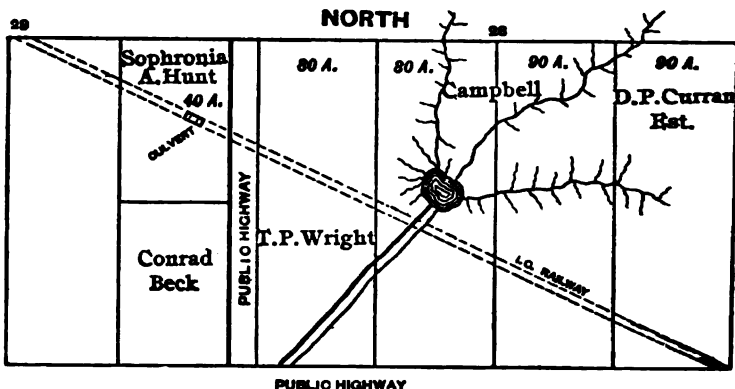 NORTH
29
28
Sophronia
A. Hunt
40 A.
CULVERT
80 A.
80 A.
Campbell
90 A.
90 A.
D.P. Curran
Est.
PUBLIC HIGHWAY
T.P. Wright
Conrad
Beck
I.C. RAILWAY
PUBLIC HIGHWAY